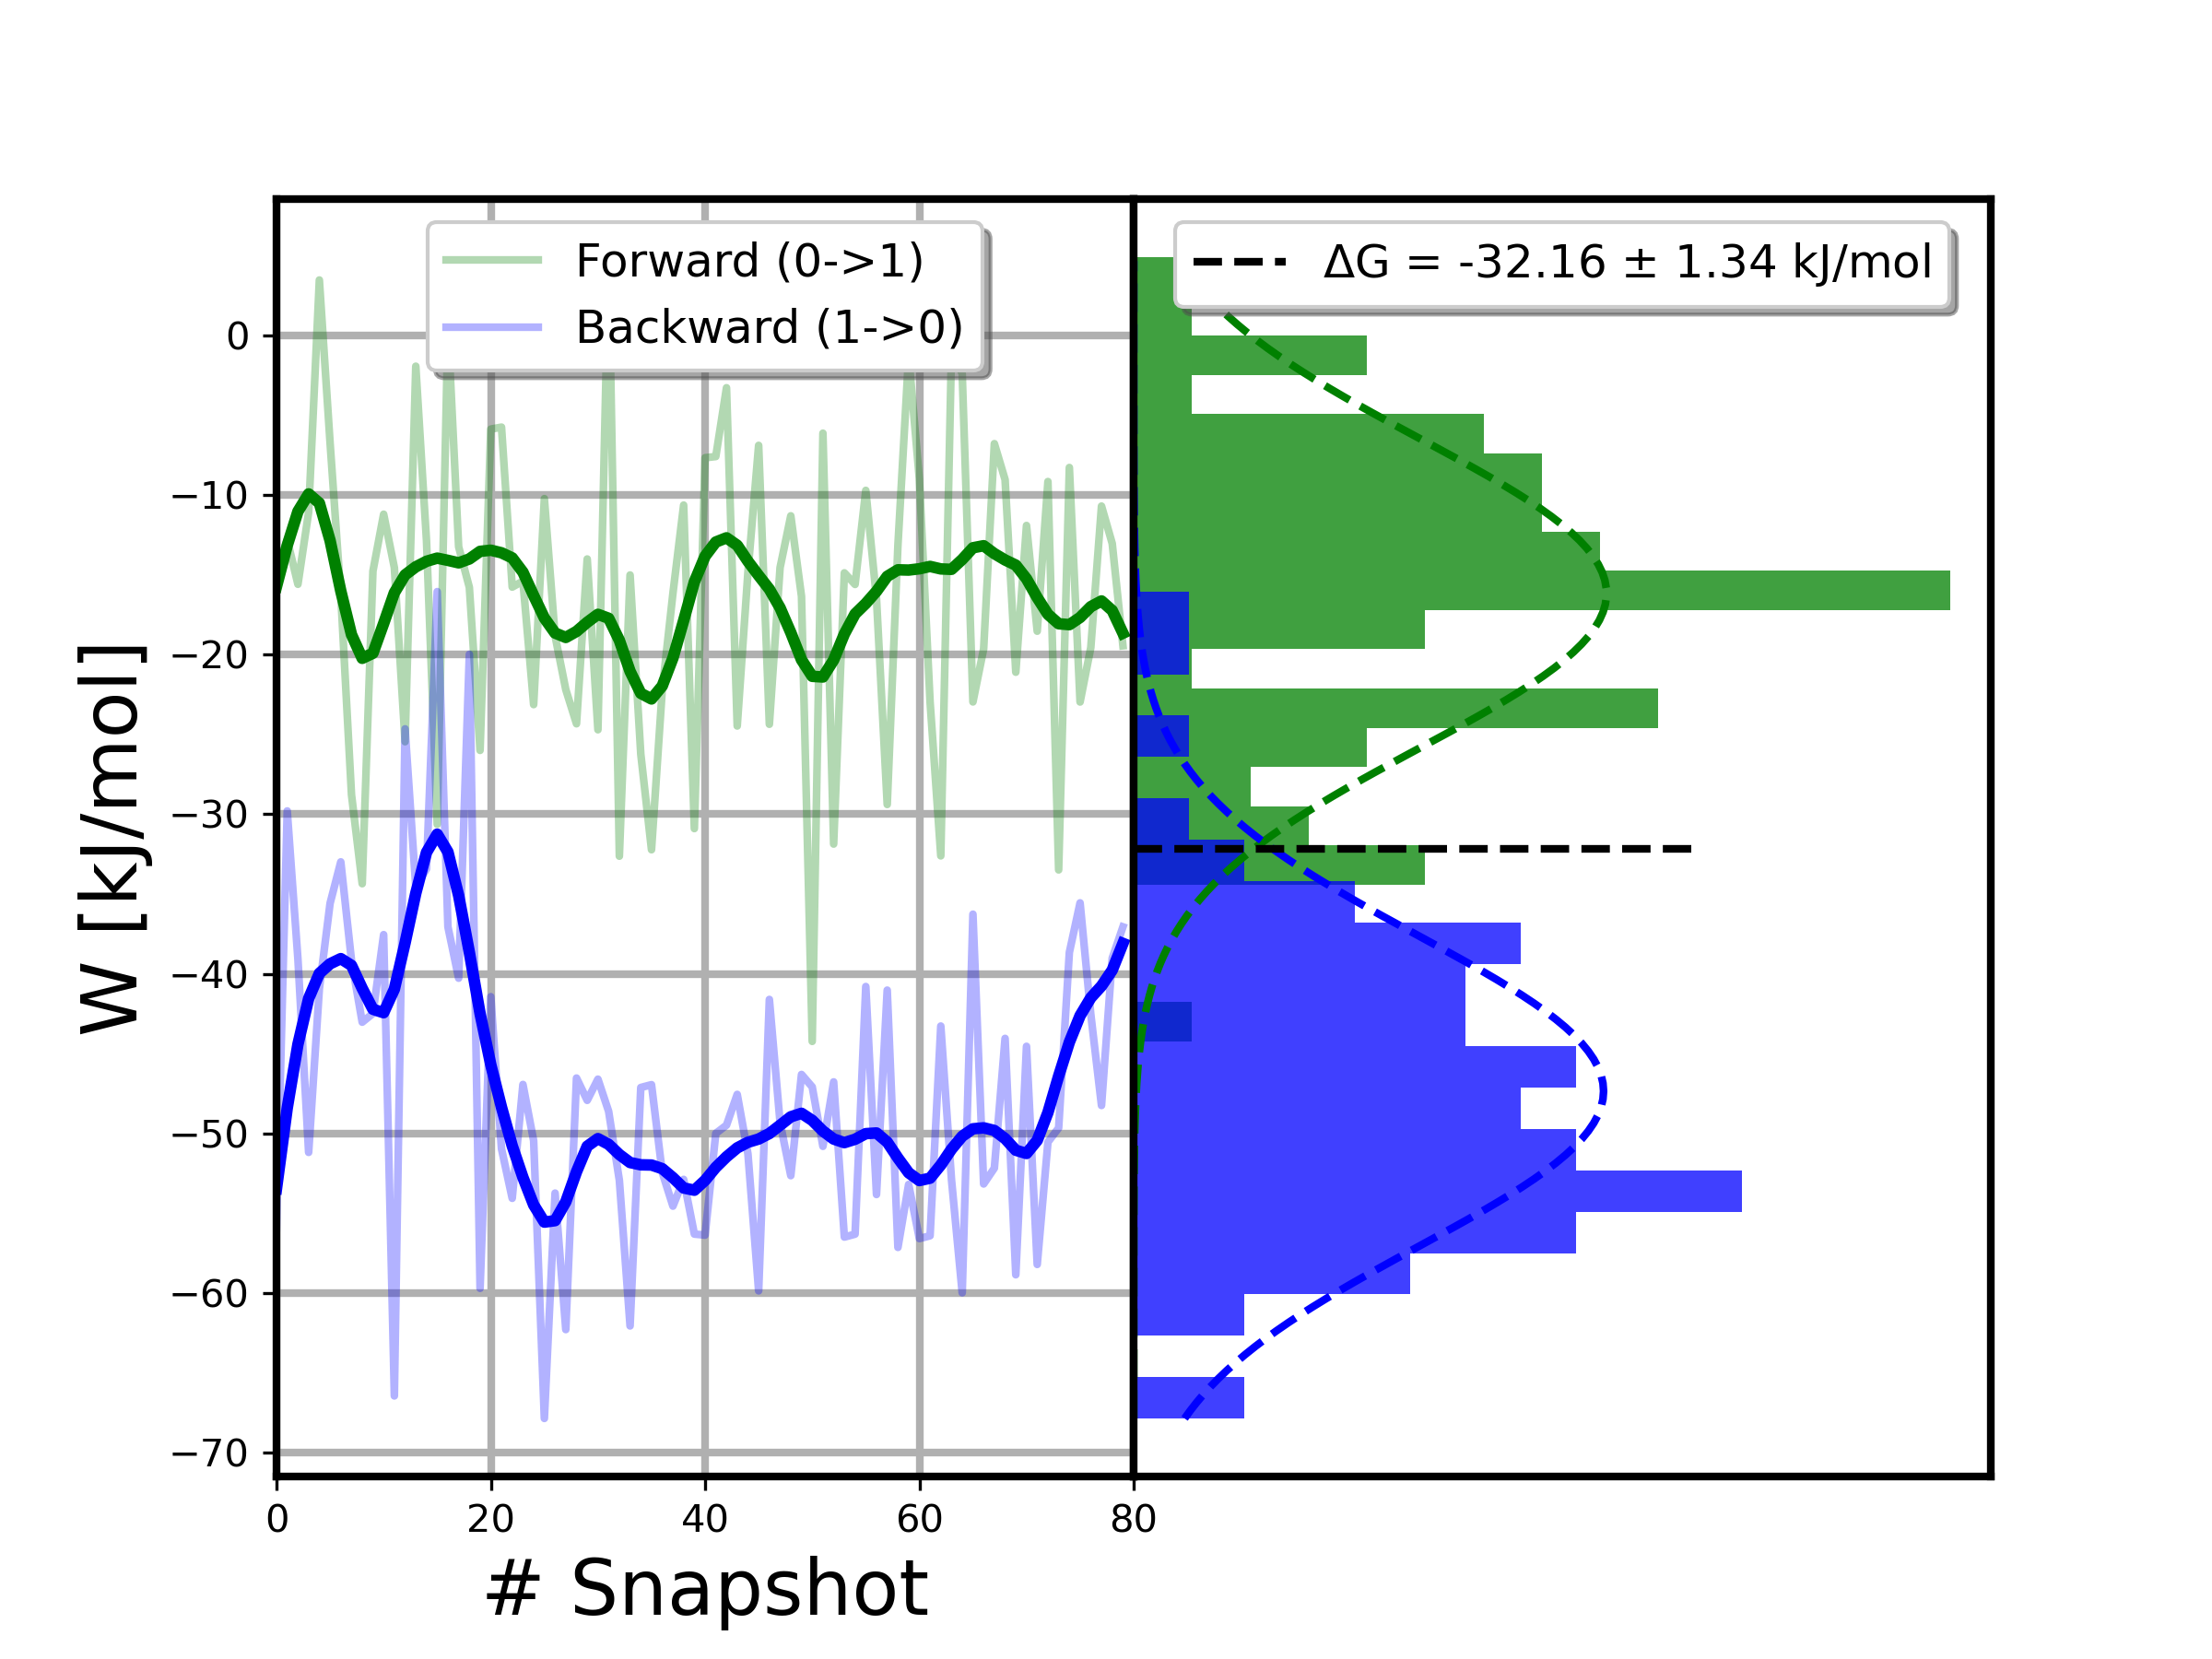 Forward (0->1)
Backward (1->0)
ΔG = -32.16 ± 1.34 kJ/mol
W [kJ/mol]
0
−10
−20
−30
−40
−50
−60
−70
0 20 40 60 80
# Snapshot